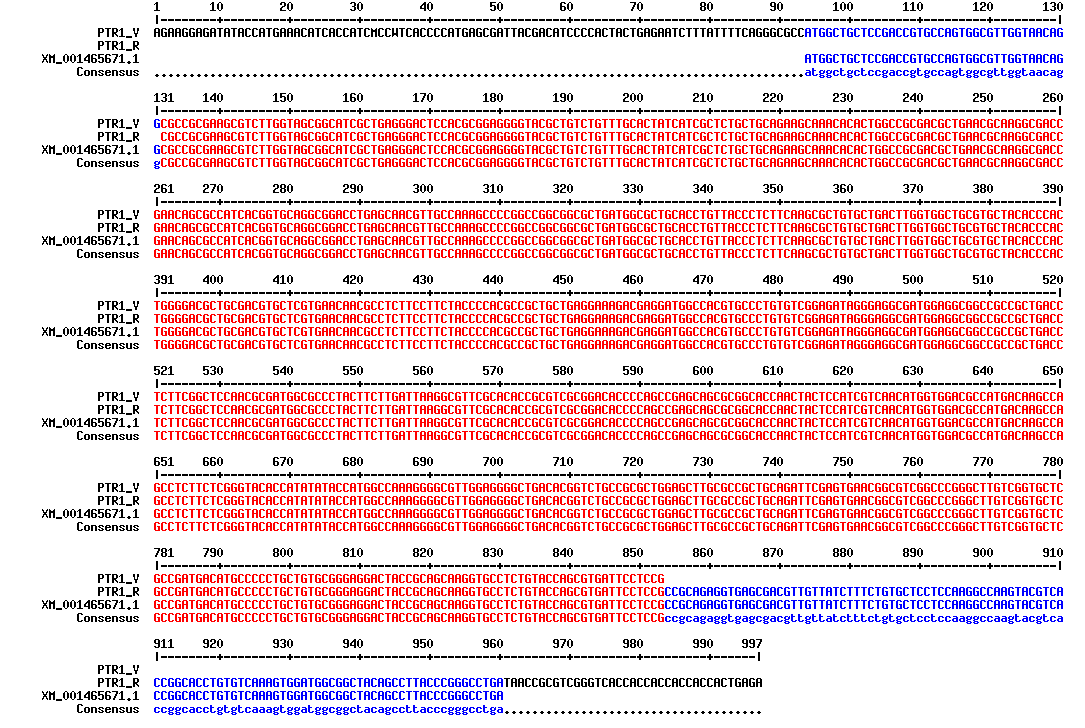 1 10 20 30 40 50 60 70 80 90 100 110 120 130
|--------+---------+---------+---------+---------+---------+---------+---------+---------+---------+---------+---------+---------|
PTR1_V AGAAGGAGATATACCATGAAACATCACCATCMCCWTCACCCCATGAGCGATTACGACATCCCCACTACTGAGAATCTTTATTTTCAGGGCGCCATGGCTGCTCCGACCGTGCCAGTGGCGTTGGTAACAG
PTR1_R
XM_001465671.1 ATGGCTGCTCCGACCGTGCCAGTGGCGTTGGTAACAG
Consensus .............................................................................................atggctgctccgaccgtgccagtggcgttggtaacag
131 140 150 160 170 180 190 200 210 220 230 240 250 260
|--------+---------+---------+---------+---------+---------+---------+---------+---------+---------+---------+---------+---------|
PTR1_V GCGCCGCGAAGCGTCTTGGTAGCGGCATCGCTGAGGGACTCCACGCGGAGGGGTACGCTGTCTGTTTGCACTATCATCGCTCTGCTGCAGAAGCAAACACACTGGCCGCGACGCTGAACGCAAGGCGACC
PTR1_R CGCCGCGAAGCGTCTTGGTAGCGGCATCGCTGAGGGACTCCACGCGGAGGGGTACGCTGTCTGTTTGCACTATCATCGCTCTGCTGCAGAAGCAAACACACTGGCCGCGACGCTGAACGCAAGGCGACC
XM_001465671.1 GCGCCGCGAAGCGTCTTGGTAGCGGCATCGCTGAGGGACTCCACGCGGAGGGGTACGCTGTCTGTTTGCACTATCATCGCTCTGCTGCAGAAGCAAACACACTGGCCGCGACGCTGAACGCAAGGCGACC
Consensus gCGCCGCGAAGCGTCTTGGTAGCGGCATCGCTGAGGGACTCCACGCGGAGGGGTACGCTGTCTGTTTGCACTATCATCGCTCTGCTGCAGAAGCAAACACACTGGCCGCGACGCTGAACGCAAGGCGACC
261 270 280 290 300 310 320 330 340 350 360 370 380 390
|--------+---------+---------+---------+---------+---------+---------+---------+---------+---------+---------+---------+---------|
PTR1_V GAACAGCGCCATCACGGTGCAGGCGGACCTGAGCAACGTTGCCAAAGCCCCGGCCGGCGGCGCTGATGGCGCTGCACCTGTTACCCTCTTCAAGCGCTGTGCTGACTTGGTGGCTGCGTGCTACACCCAC
PTR1_R GAACAGCGCCATCACGGTGCAGGCGGACCTGAGCAACGTTGCCAAAGCCCCGGCCGGCGGCGCTGATGGCGCTGCACCTGTTACCCTCTTCAAGCGCTGTGCTGACTTGGTGGCTGCGTGCTACACCCAC
XM_001465671.1 GAACAGCGCCATCACGGTGCAGGCGGACCTGAGCAACGTTGCCAAAGCCCCGGCCGGCGGCGCTGATGGCGCTGCACCTGTTACCCTCTTCAAGCGCTGTGCTGACTTGGTGGCTGCGTGCTACACCCAC
Consensus GAACAGCGCCATCACGGTGCAGGCGGACCTGAGCAACGTTGCCAAAGCCCCGGCCGGCGGCGCTGATGGCGCTGCACCTGTTACCCTCTTCAAGCGCTGTGCTGACTTGGTGGCTGCGTGCTACACCCAC
391 400 410 420 430 440 450 460 470 480 490 500 510 520
|--------+---------+---------+---------+---------+---------+---------+---------+---------+---------+---------+---------+---------|
PTR1_V TGGGGACGCTGCGACGTGCTCGTGAACAACGCCTCTTCCTTCTACCCCACGCCGCTGCTGAGGAAAGACGAGGATGGCCACGTGCCCTGTGTCGGAGATAGGGAGGCGATGGAGGCGGCCGCCGCTGACC
PTR1_R TGGGGACGCTGCGACGTGCTCGTGAACAACGCCTCTTCCTTCTACCCCACGCCGCTGCTGAGGAAAGACGAGGATGGCCACGTGCCCTGTGTCGGAGATAGGGAGGCGATGGAGGCGGCCGCCGCTGACC
XM_001465671.1 TGGGGACGCTGCGACGTGCTCGTGAACAACGCCTCTTCCTTCTACCCCACGCCGCTGCTGAGGAAAGACGAGGATGGCCACGTGCCCTGTGTCGGAGATAGGGAGGCGATGGAGGCGGCCGCCGCTGACC
Consensus TGGGGACGCTGCGACGTGCTCGTGAACAACGCCTCTTCCTTCTACCCCACGCCGCTGCTGAGGAAAGACGAGGATGGCCACGTGCCCTGTGTCGGAGATAGGGAGGCGATGGAGGCGGCCGCCGCTGACC
521 530 540 550 560 570 580 590 600 610 620 630 640 650
|--------+---------+---------+---------+---------+---------+---------+---------+---------+---------+---------+---------+---------|
PTR1_V TCTTCGGCTCCAACGCGATGGCGCCCTACTTCTTGATTAAGGCGTTCGCACACCGCGTCGCGGACACCCCAGCCGAGCAGCGCGGCACCAACTACTCCATCGTCAACATGGTGGACGCCATGACAAGCCA
PTR1_R TCTTCGGCTCCAACGCGATGGCGCCCTACTTCTTGATTAAGGCGTTCGCACACCGCGTCGCGGACACCCCAGCCGAGCAGCGCGGCACCAACTACTCCATCGTCAACATGGTGGACGCCATGACAAGCCA
XM_001465671.1 TCTTCGGCTCCAACGCGATGGCGCCCTACTTCTTGATTAAGGCGTTCGCACACCGCGTCGCGGACACCCCAGCCGAGCAGCGCGGCACCAACTACTCCATCGTCAACATGGTGGACGCCATGACAAGCCA
Consensus TCTTCGGCTCCAACGCGATGGCGCCCTACTTCTTGATTAAGGCGTTCGCACACCGCGTCGCGGACACCCCAGCCGAGCAGCGCGGCACCAACTACTCCATCGTCAACATGGTGGACGCCATGACAAGCCA
651 660 670 680 690 700 710 720 730 740 750 760 770 780
|--------+---------+---------+---------+---------+---------+---------+---------+---------+---------+---------+---------+---------|
PTR1_V GCCTCTTCTCGGGTACACCATATATACCATGGCCAAAGGGGCGTTGGAGGGGCTGACACGGTCTGCCGCGCTGGAGCTTGCGCCGCTGCAGATTCGAGTGAACGGCGTCGGCCCGGGCTTGTCGGTGCTC
PTR1_R GCCTCTTCTCGGGTACACCATATATACCATGGCCAAAGGGGCGTTGGAGGGGCTGACACGGTCTGCCGCGCTGGAGCTTGCGCCGCTGCAGATTCGAGTGAACGGCGTCGGCCCGGGCTTGTCGGTGCTC
XM_001465671.1 GCCTCTTCTCGGGTACACCATATATACCATGGCCAAAGGGGCGTTGGAGGGGCTGACACGGTCTGCCGCGCTGGAGCTTGCGCCGCTGCAGATTCGAGTGAACGGCGTCGGCCCGGGCTTGTCGGTGCTC
Consensus GCCTCTTCTCGGGTACACCATATATACCATGGCCAAAGGGGCGTTGGAGGGGCTGACACGGTCTGCCGCGCTGGAGCTTGCGCCGCTGCAGATTCGAGTGAACGGCGTCGGCCCGGGCTTGTCGGTGCTC
781 790 800 810 820 830 840 850 860 870 880 890 900 910
|--------+---------+---------+---------+---------+---------+---------+---------+---------+---------+---------+---------+---------|
PTR1_V GCCGATGACATGCCCCCTGCTGTGCGGGAGGACTACCGCAGCAAGGTGCCTCTGTACCAGCGTGATTCCTCCG
PTR1_R GCCGATGACATGCCCCCTGCTGTGCGGGAGGACTACCGCAGCAAGGTGCCTCTGTACCAGCGTGATTCCTCCGCCGCAGAGGTGAGCGACGTTGTTATCTTTCTGTGCTCCTCCAAGGCCAAGTACGTCA
XM_001465671.1 GCCGATGACATGCCCCCTGCTGTGCGGGAGGACTACCGCAGCAAGGTGCCTCTGTACCAGCGTGATTCCTCCGCCGCAGAGGTGAGCGACGTTGTTATCTTTCTGTGCTCCTCCAAGGCCAAGTACGTCA
Consensus GCCGATGACATGCCCCCTGCTGTGCGGGAGGACTACCGCAGCAAGGTGCCTCTGTACCAGCGTGATTCCTCCGccgcagaggtgagcgacgttgttatctttctgtgctcctccaaggccaagtacgtca
911 920 930 940 950 960 970 980 990 997
|--------+---------+---------+---------+---------+---------+---------+---------+------|
PTR1_V
PTR1_R CCGGCACCTGTGTCAAAGTGGATGGCGGCTACAGCCTTACCCGGGCCTGATAACCGCGTCGGGTCACCACCACCACCACCACTGAGA
XM_001465671.1 CCGGCACCTGTGTCAAAGTGGATGGCGGCTACAGCCTTACCCGGGCCTGA
Consensus ccggcacctgtgtcaaagtggatggcggctacagccttacccgggcctga.....................................